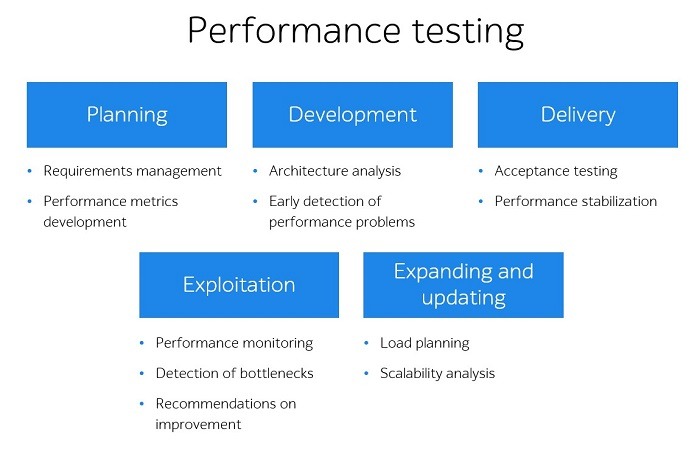 Performance testing
Planning
• Requirements management
• Performance metrics
development
Development
• Architecture analysis
• Early detection of
performance problems
Delivery
• Acceptance testing
• Performance stabilization
Exploitation
• Performance monitoring
• Detection of bottlenecks
• Recommendations on
improvement
Expanding and
updating
• Load planning
• Scalability analysis